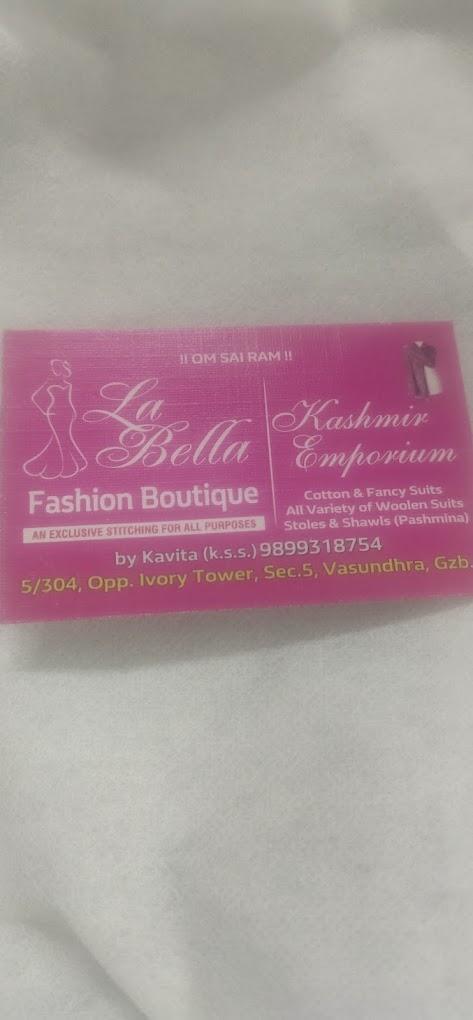 !! OM SAI RAM !!
La
Bella
Fashion Boutique
AN EXCLUSIVE STITCHING FOR ALL PURPOSES
Kashmir
Emporium
Cotton & Fancy Suits
All Variety of Woolen Suits
Stoles & Shawls (Pashmina)
by Kavita (k.s.s.) 9899318754
5/304, Opp. Ivory Tower, Sec.5, Vasundhra, Gzb.